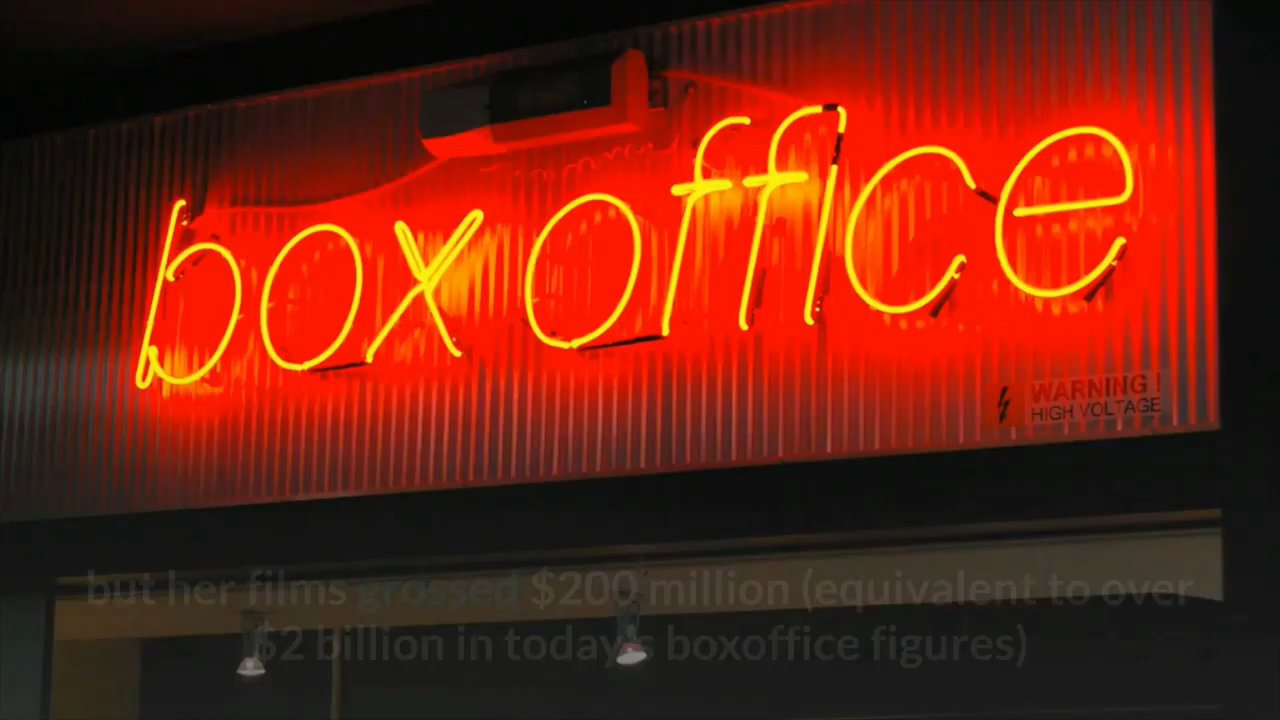 box office
WARNING !
HIGH VOLTAGE
but her films grossed $200 million (equivalent to over
$2 billion in today's boxoffice figures)